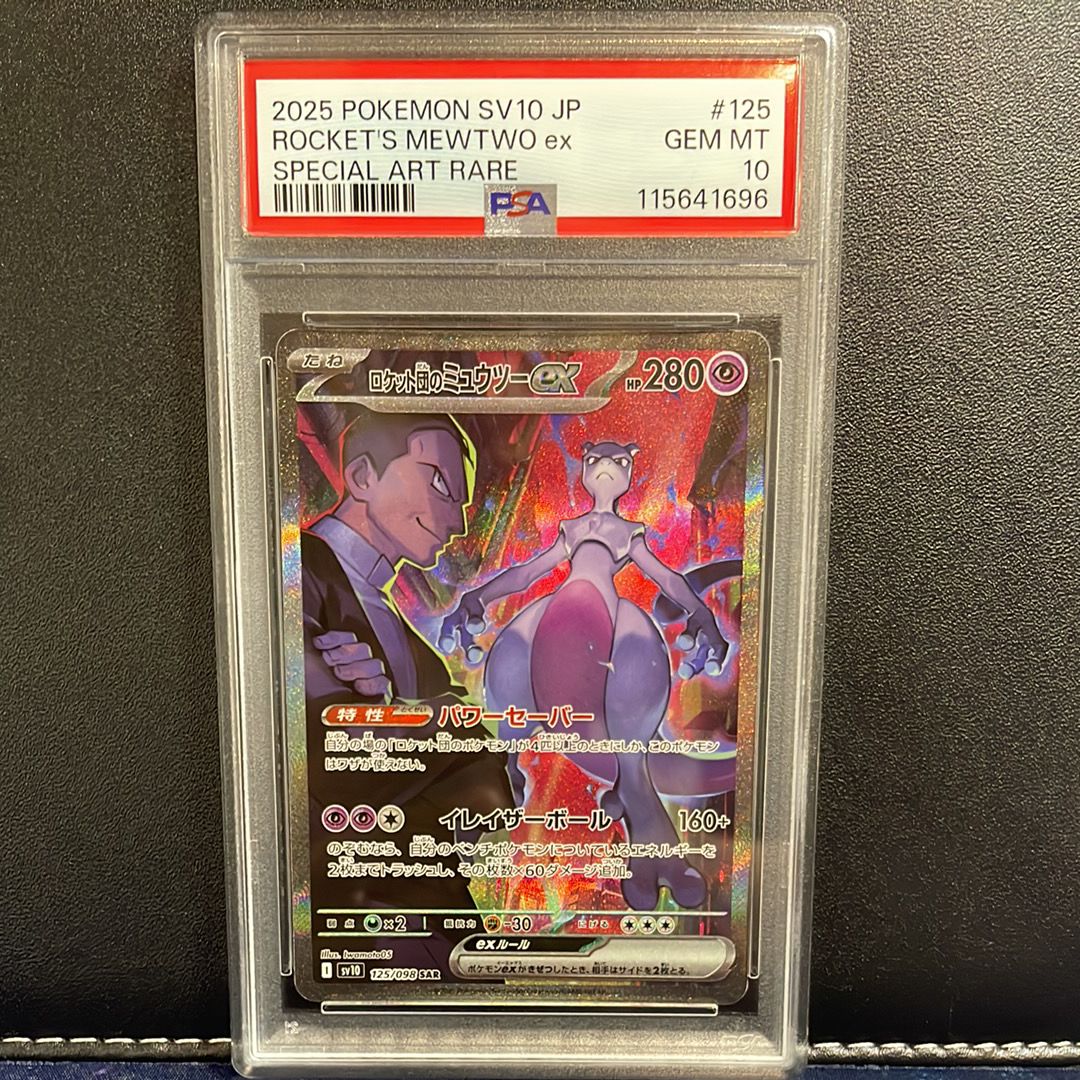 2025 POKEMON SV10 JP #125
ROCKET'S MEWTWO ex GEM MT
SPECIAL ART RARE 10
PSA 115641696
たね ロケット団のミュウツーex HP280
特性 とくせい パワーセーバー
自分の場の「ロケット団のポケモン」が4匹以上のときにしか、このポケモン
はワザが使えない。
イレイザーボール 160+
のぞむなら、自分のベンチポケモンについているエネルギーを
2枚までトラッシュし、その枚数×60ダメージ追加。
弱点 ×2 抵抗力 -30 にげる
Illus. Iwamoto05
exルール
ポケモンexがきぜつしたとき、相手はサイドを2枚とる。
I sv10 125/098 SAR